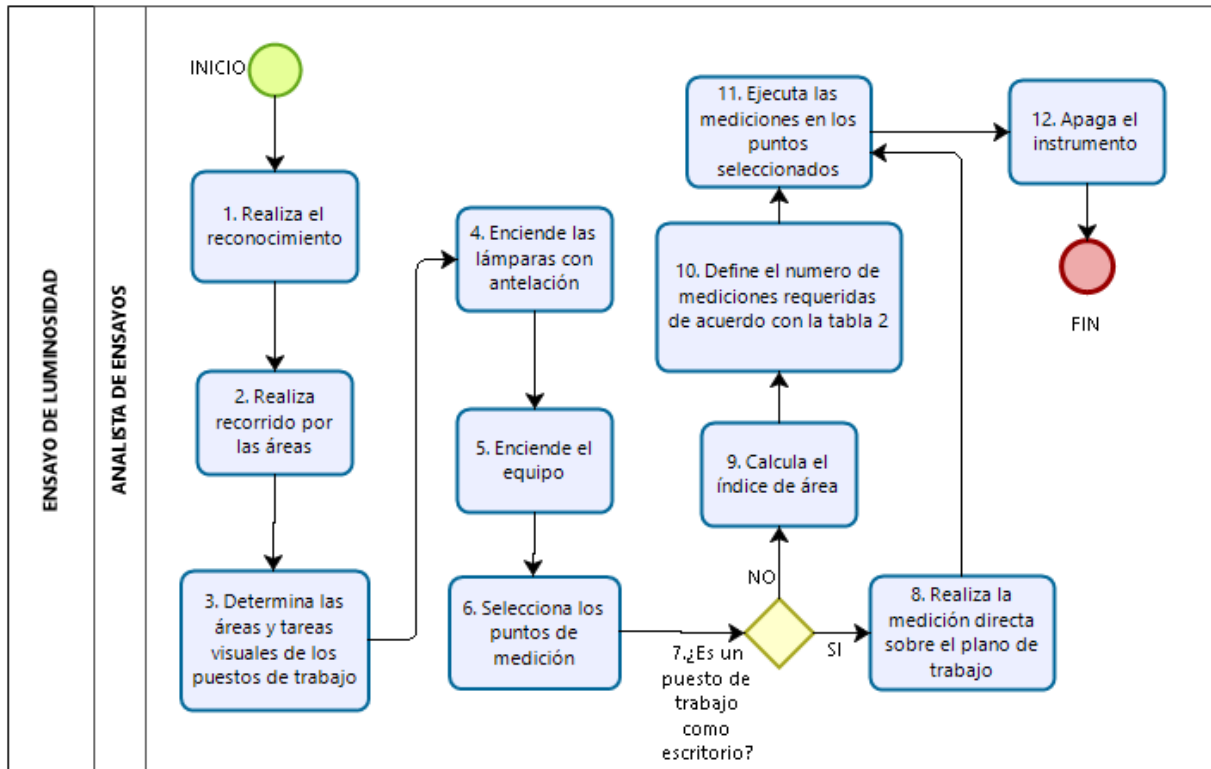 ENSAYO DE LUMINOSIDAD
ANALISTA DE ENSAYOS
INICIO
1. Realiza el
reconocimiento
2. Realiza
recorrido por
las áreas
3. Determina las
áreas y tareas
visuales de los
puestos de trabajo
4. Enciende las
lámparas con
antelación
5. Enciende el
equipo
6. Selecciona los
puntos de
medición
7.¿Es un
puesto de
trabajo
como
escritorio?
NO
SI
8. Realiza la
medición directa
sobre el plano de
trabajo
9. Calcula el
índice de área
10. Define el numero de
mediciones requeridas
de acuerdo con la tabla 2
11. Ejecuta las
mediciones en los
puntos
seleccionados
12. Apaga el
instrumento
FIN